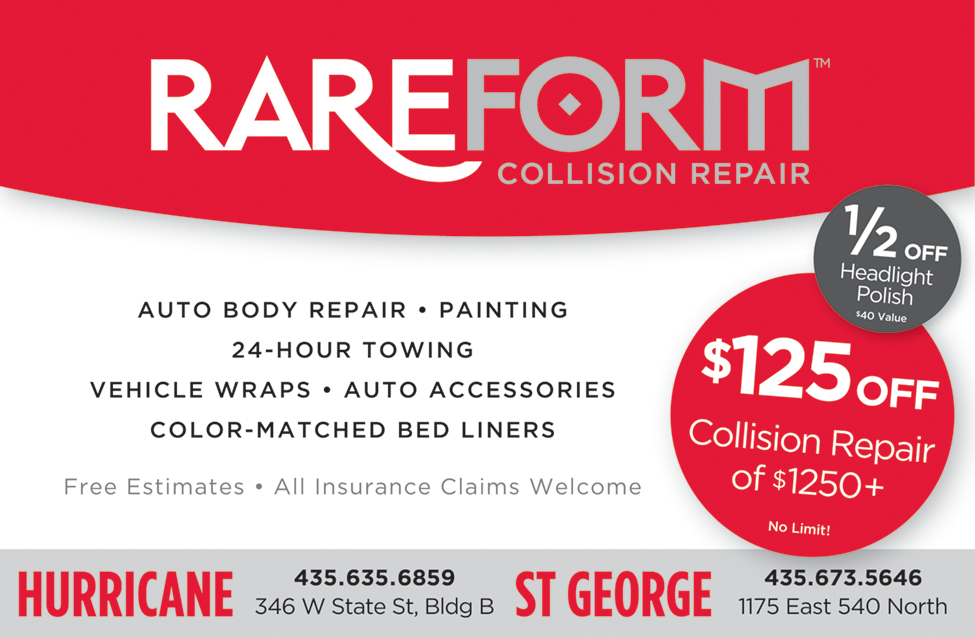 RAREFORM™
COLLISION REPAIR
1/2 OFF
Headlight
Polish
$40 Value
AUTO BODY REPAIR • PAINTING
24-HOUR TOWING
VEHICLE WRAPS • AUTO ACCESSORIES
COLOR-MATCHED BED LINERS
Free Estimates • All Insurance Claims Welcome
$125 OFF
Collision Repair
of $1250+
No Limit!
HURRICANE
435.635.6859
346 W State St, Bldg B
ST GEORGE
435.673.5646
1175 East 540 North